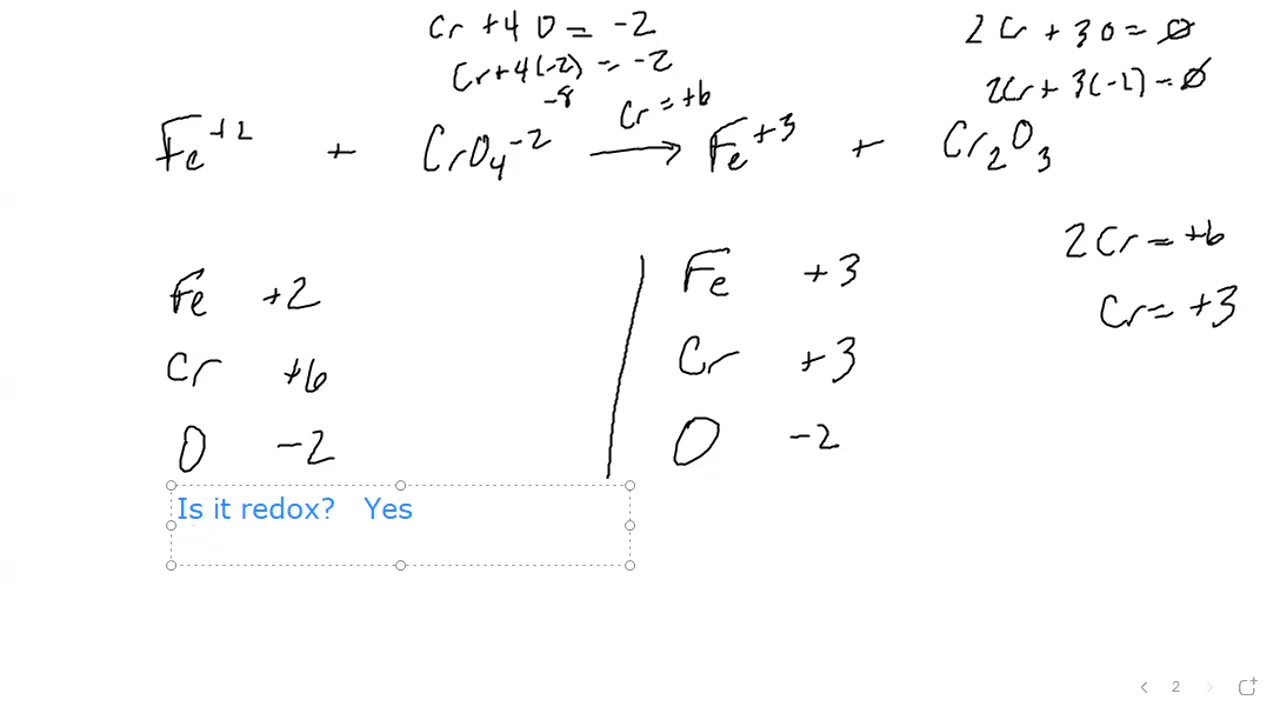 Cr + 4 O = -2
2 Cr + 3 O = 0
Cr + 4(-2) = -2
2Cr + 3(-2) = 0
-8
Cr = +6
Fe+2 + CrO4-2 → Fe+3 + Cr2O3
2Cr = +6
Cr = +3
Fe +2
Cr +6
O -2
Fe +3
Cr +3
O -2
Is it redox? Yes
2